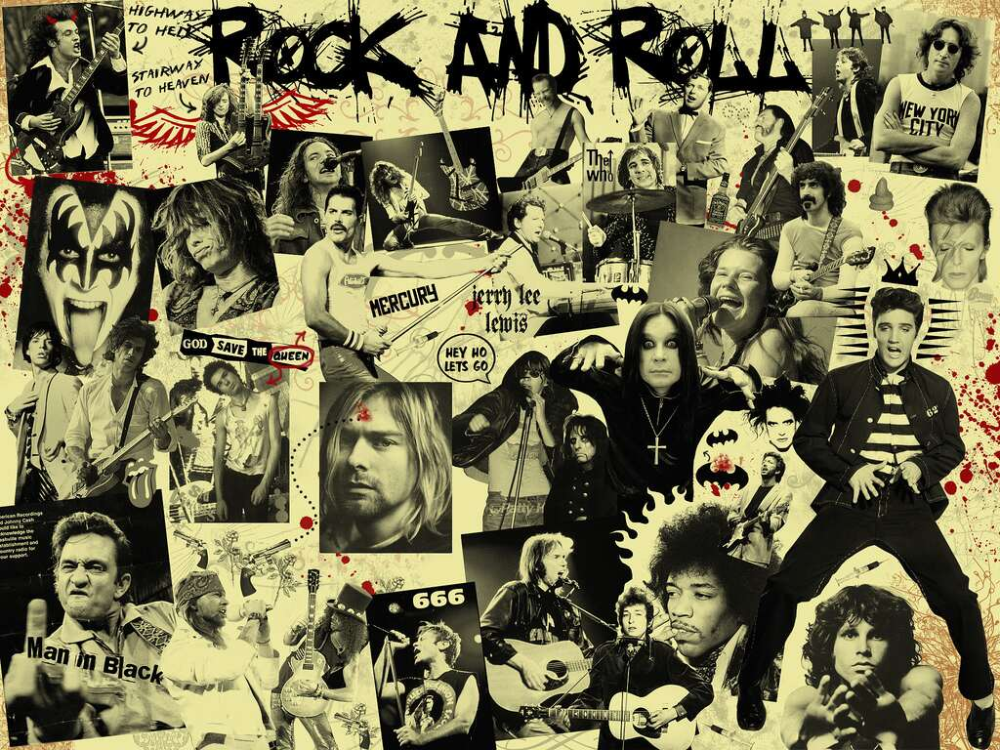 HIGHWAY
TO HELL
&
STAIRWAY
TO HEAVEN
ROCK AND ROLL
NEW YORK
CITY
The
who
MERCURY
jerry lee
lewis
GOD SAVE THE QUEEN
HEY HO
LETS GO
62
666
Man in Black